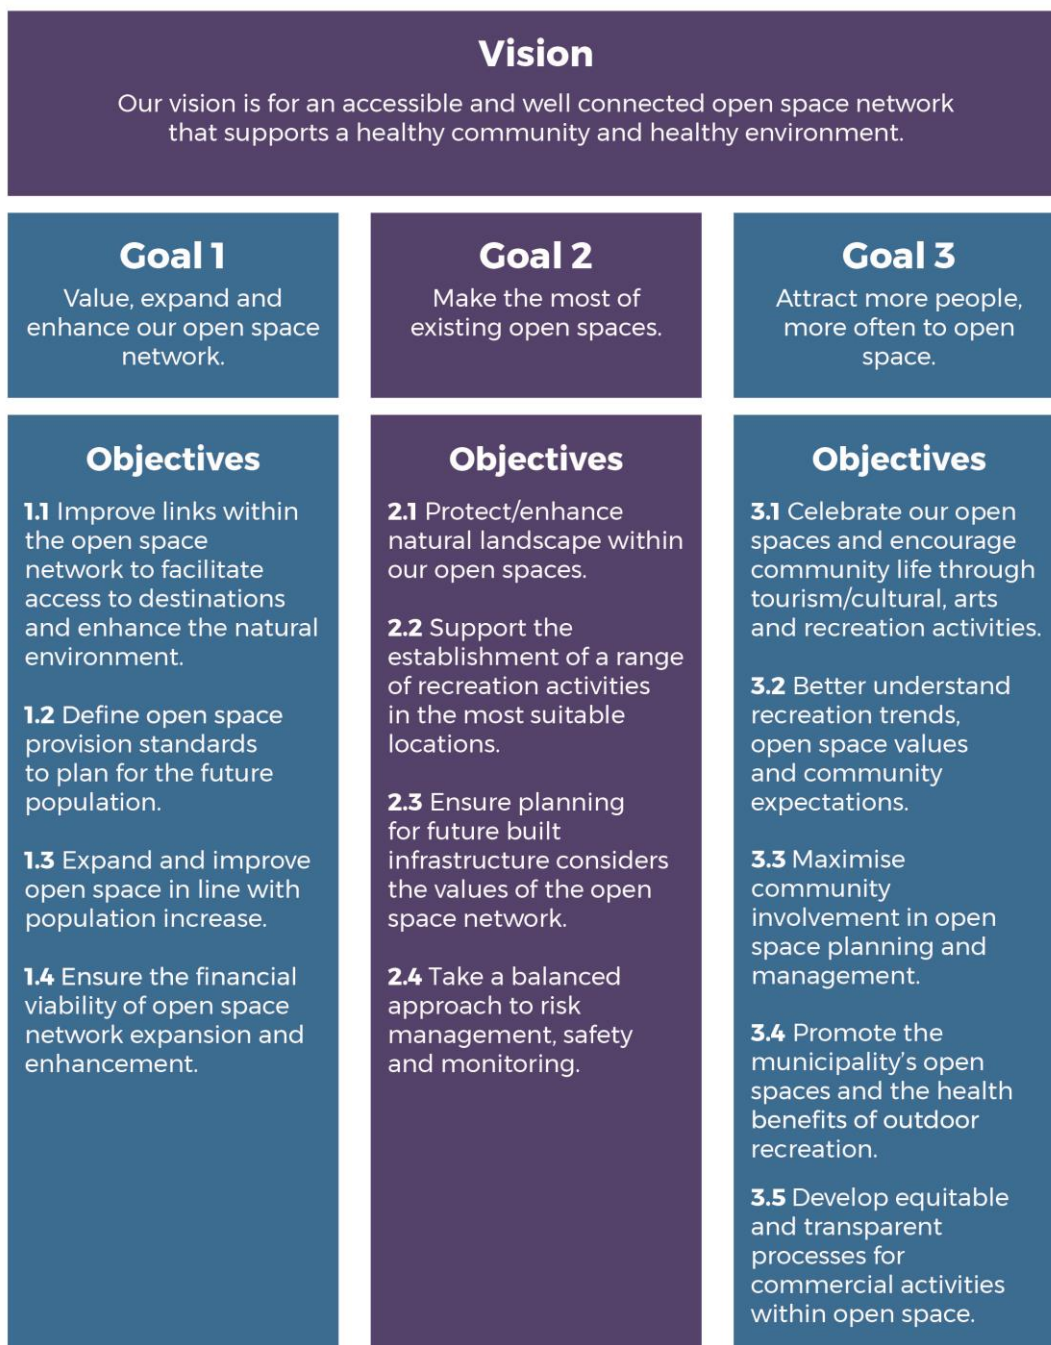 Vision
Our vision is for an accessible and well connected open space network
that supports a healthy community and healthy environment.
Goal 1
Value, expand and
enhance our open space
network.
Goal 2
Make the most of
existing open spaces.
Goal 3
Attract more people,
more often to open
space.
Objectives
1.1 Improve links within
the open space
network to facilitate
access to destinations
and enhance the natural
environment.
1.2 Define open space
provision standards
to plan for the future
population.
1.3 Expand and improve
open space in line with
population increase.
1.4 Ensure the financial
viability of open space
network expansion and
enhancement.
Objectives
2.1 Protect/enhance
natural landscape within
our open spaces.
2.2 Support the
establishment of a range
of recreation activities
in the most suitable
locations.
2.3 Ensure planning
for future built
infrastructure considers
the values of the open
space network.
2.4 Take a balanced
approach to risk
management, safety
and monitoring.
Objectives
3.1 Celebrate our open
spaces and encourage
community life through
tourism/cultural, arts
and recreation activities.
3.2 Better understand
recreation trends,
open space values
and community
expectations.
3.3 Maximise
community
involvement in open
space planning and
management.
3.4 Promote the
municipality's open
spaces and the health
benefits of outdoor
recreation.
3.5 Develop equitable
and transparent
processes for
commercial activities
within open space.